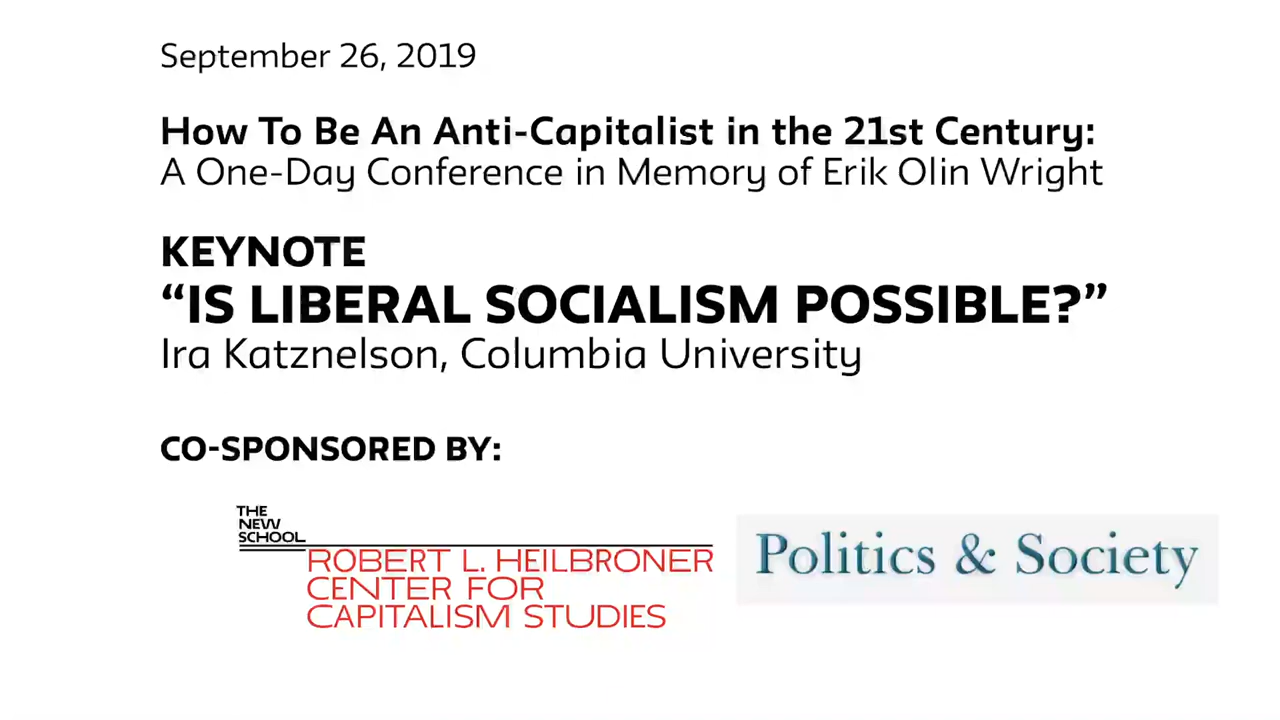 September 26, 2019
How To Be An Anti-Capitalist in the 21st Century:
A One-Day Conference in Memory of Erik Olin Wright
KEYNOTE
“IS LIBERAL SOCIALISM POSSIBLE?”
Ira Katznelson, Columbia University
CO-SPONSORED BY:
THE
NEW
SCHOOL
ROBERT L. HEILBRONER
CENTER FOR
CAPITALISM STUDIES
Politics & Society